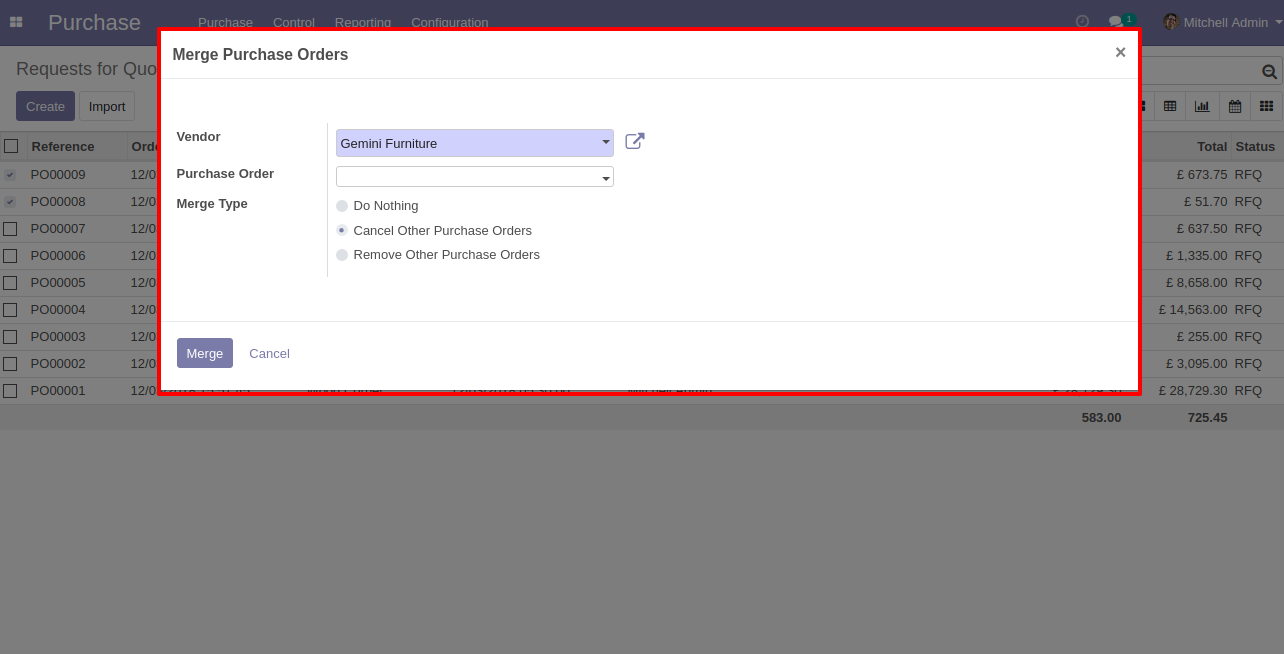 Purchase Purchase Control Reporting Configuration 1 Mitchell Admin
Merge Purchase Orders ×
Requests for Quo
Create Import
Vendor Gemini Furniture
Purchase Order
Merge Type Do Nothing
Cancel Other Purchase Orders
Remove Other Purchase Orders
Merge Cancel
Reference Orde Total Status
PO00009 12/0 £ 673.75 RFQ
PO00008 12/0 £ 51.70 RFQ
PO00007 12/0 £ 637.50 RFQ
PO00006 12/0 £ 1,335.00 RFQ
PO00005 12/0 £ 8,658.00 RFQ
PO00004 12/0 £ 14,563.00 RFQ
PO00003 12/0 £ 255.00 RFQ
PO00002 12/0 £ 3,095.00 RFQ
PO00001 12/0 £ 28,729.30 RFQ
583.00 725.45